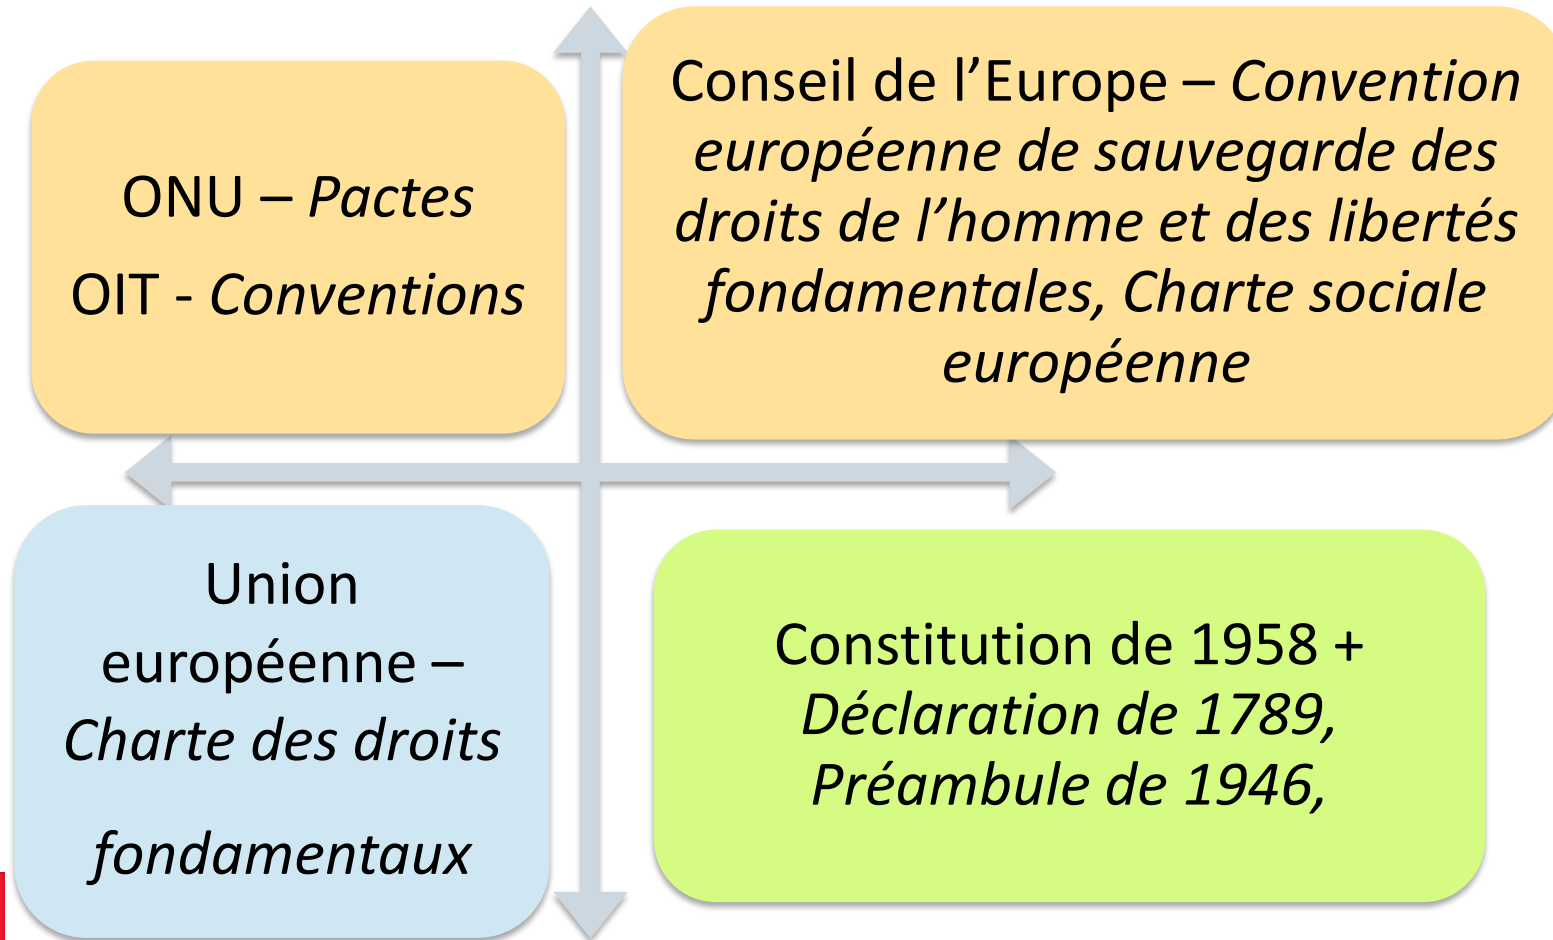 ONU – Pactes
OIT - Conventions
Conseil de l’Europe – Convention
européenne de sauvegarde des
droits de l’homme et des libertés
fondamentales, Charte sociale
européenne
Union
européenne –
Charte des droits
fondamentaux
Constitution de 1958 +
Déclaration de 1789,
Préambule de 1946,